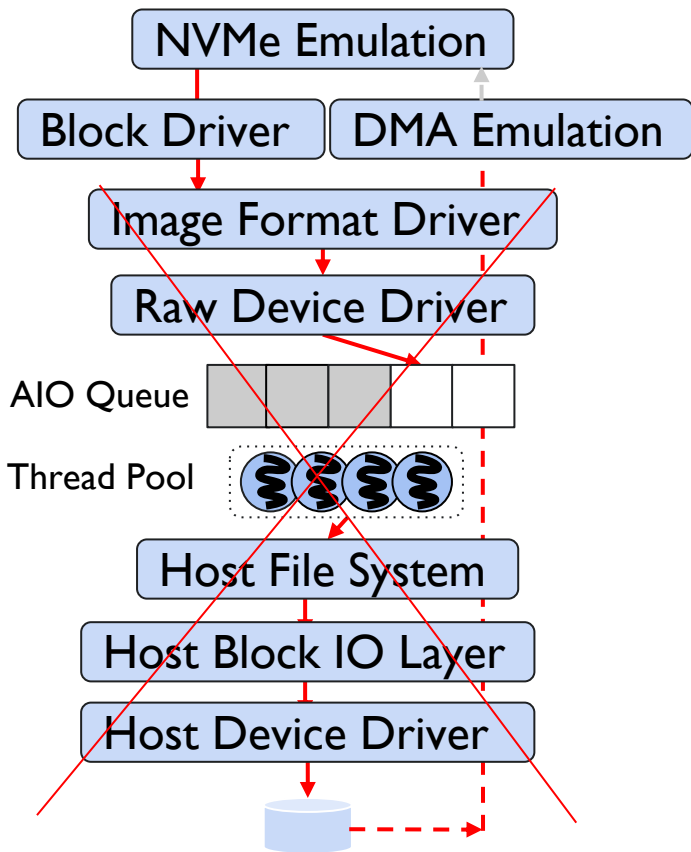 NVMe Emulation
Block Driver
DMA Emulation
Image Format Driver
Raw Device Driver
AIO Queue
Thread Pool
Host File System
Host Block IO Layer
Host Device Driver